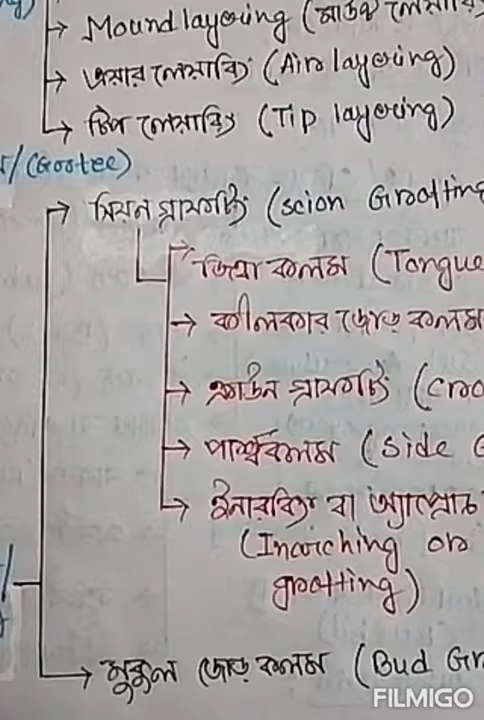 → Mound layering (মাউন্ড
→ এয়ার লেয়ারিং (Air layering)
→ টিপ লেয়ারিং (Tip layering)
/(Gootee)
→ সিয়ন গ্রাফটিং (scion Grafting
→ জিহ্বা কলম (Tongue
→ কীলকাকার জোড় কলম
→ ক্রাউন গ্রাফটিং (Cro
→ পার্শ্বকলম (Side G
→ ইনারচিং বা অ্যাপ্রোচ
(Inarching or
grafting)
→ মুকুল জোড় কলম (Bud Gr
FILMIGO